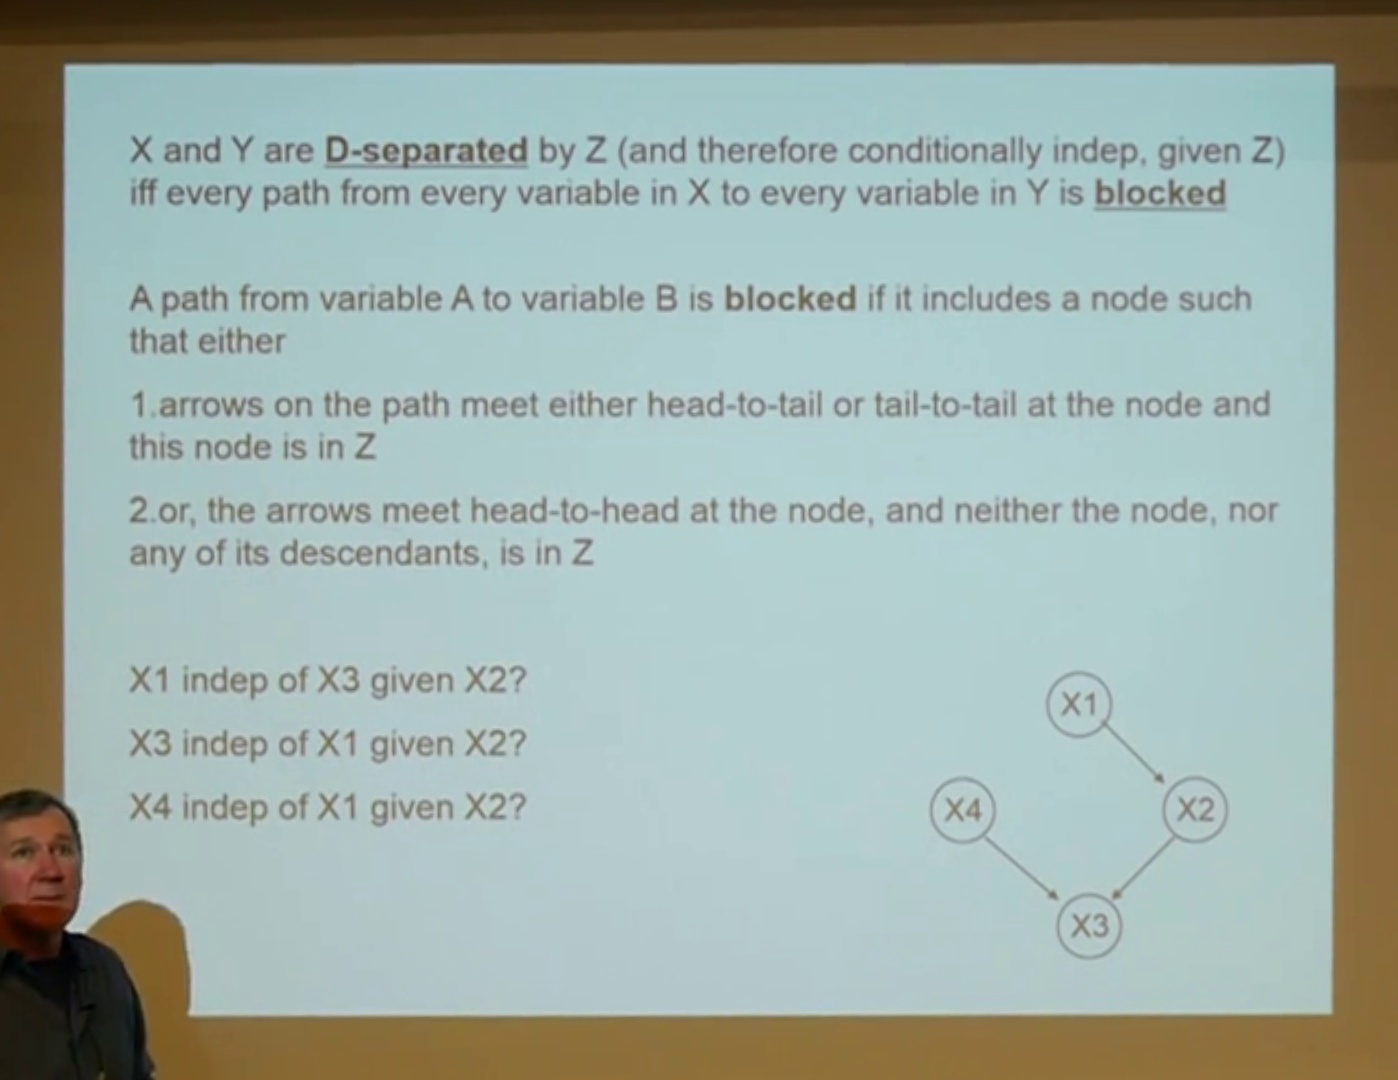 X and Y are D-separated by Z (and therefore conditionally indep, given Z)
iff every path from every variable in X to every variable in Y is blocked
A path from variable A to variable B is blocked if it includes a node such
that either
1.arrows on the path meet either head-to-tail or tail-to-tail at the node and
this node is in Z
2.or, the arrows meet head-to-head at the node, and neither the node, nor
any of its descendants, is in Z
X1 indep of X3 given X2?
X3 indep of X1 given X2?
X4 indep of X1 given X2?
X1
X4
X2
X3